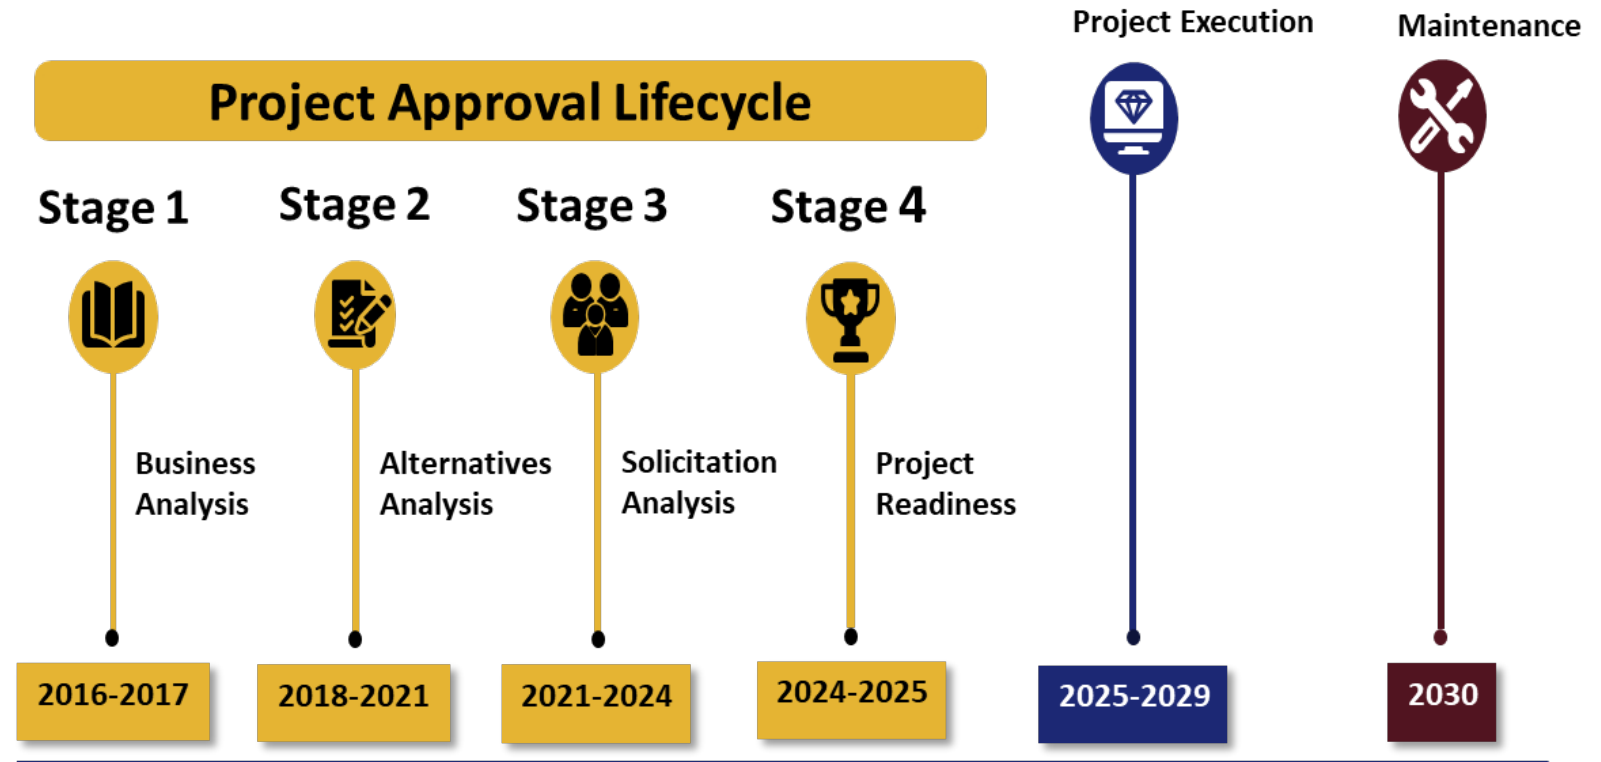 Project Execution
Maintenance
Project Approval Lifecycle
Stage 1
Stage 2
Stage 3
Stage 4
Business
Analysis
Alternatives
Analysis
Solicitation
Analysis
Project
Readiness
2016-2017
2018-2021
2021-2024
2024-2025
2025-2029
2030